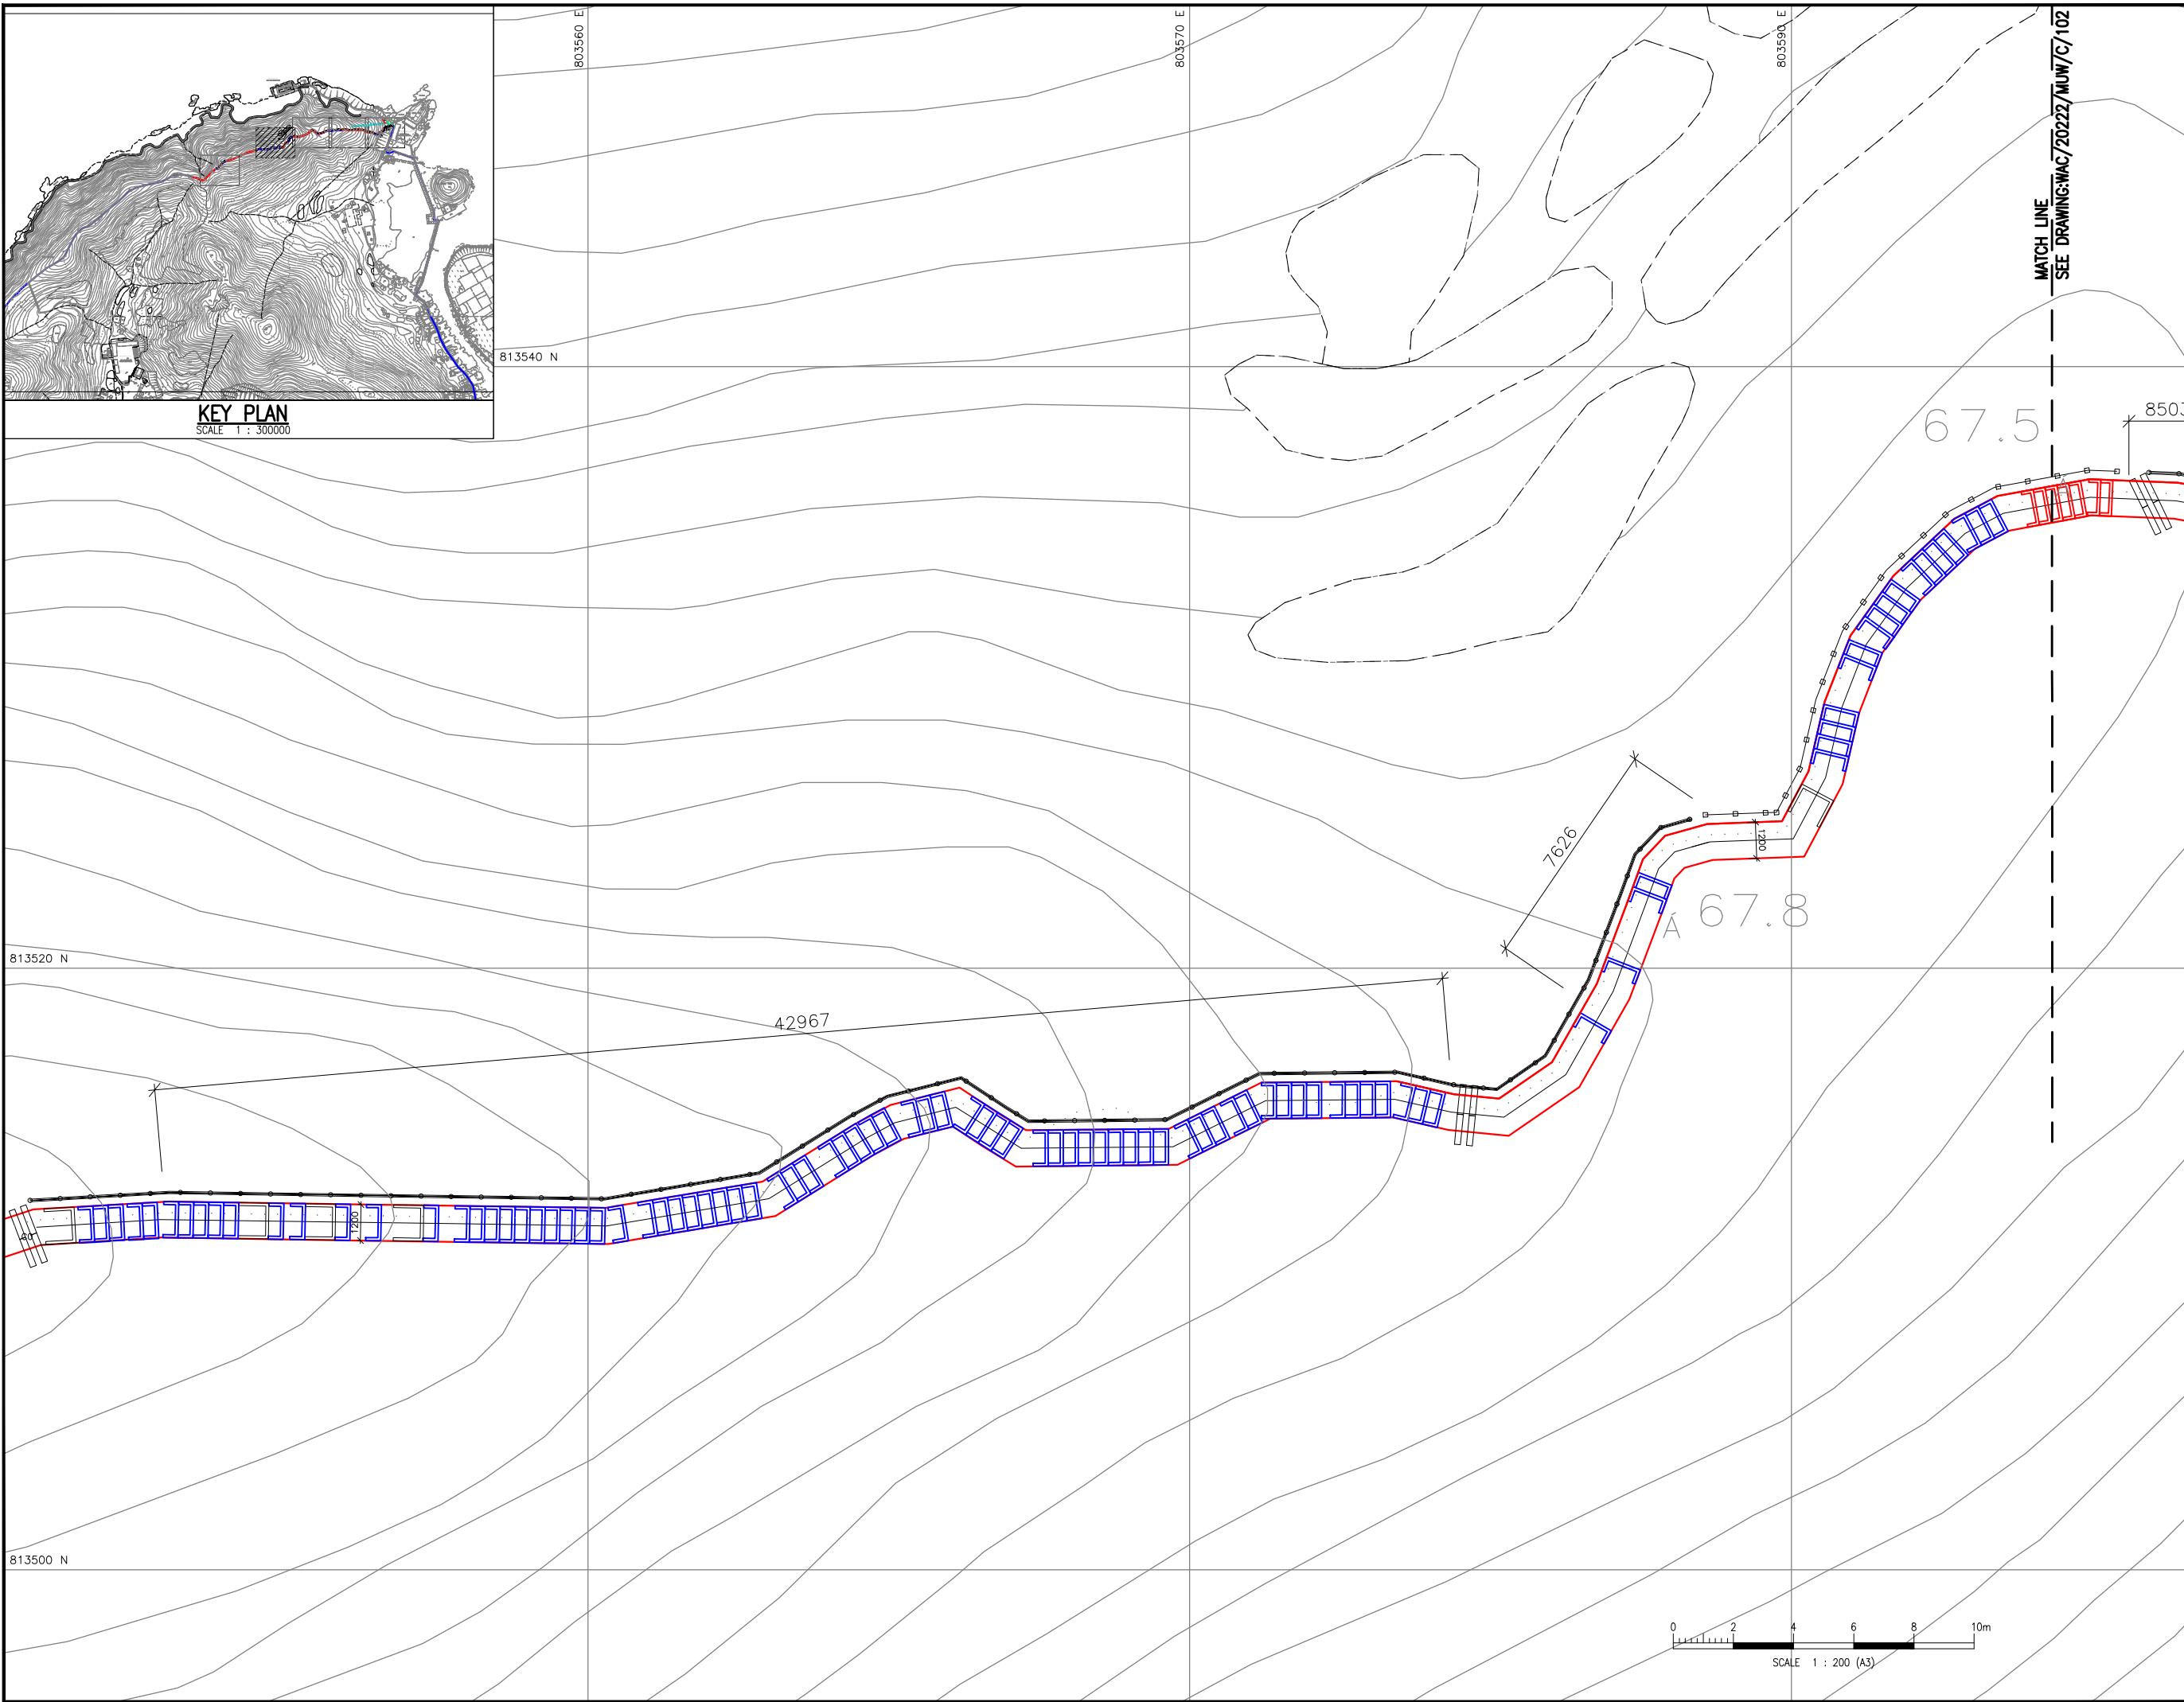 803560 E
803570 E
803590 E
MATCH LINE
SEE DRAWING:WAC/20222/MUW/C/102
KEY PLAN
SCALE 1 : 300000
813540 N
67.5
8503
7626
1200
67.8
Á
813520 N
42967
1200
813500 N
0 2 4 6 8 10m
SCALE 1 : 200 (A3)